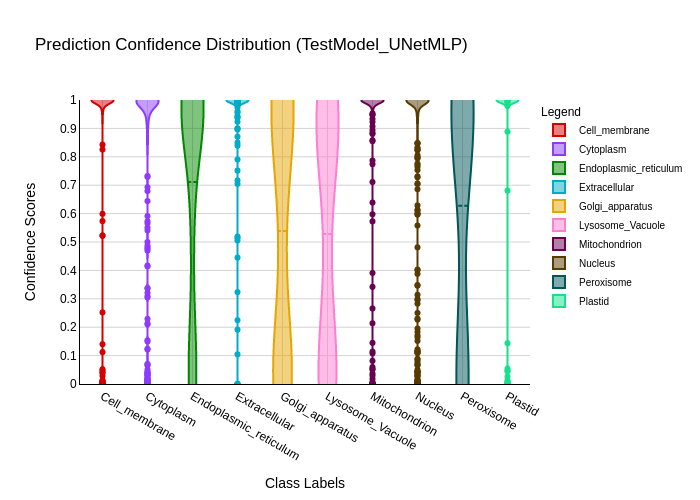 Prediction Confidence Distribution (TestModel_UNetMLP)
Legend
Cell_membrane
Cytoplasm
Endoplasmic_reticulum
Extracellular
Golgi_apparatus
Lysosome_Vacuole
Mitochondrion
Nucleus
Peroxisome
Plastid
Confidence Scores
1
0.9
0.8
0.7
0.6
0.5
0.4
0.3
0.2
0.1
0
Cell_membrane
Cytoplasm
Endoplasmic_reticulum
Extracellular
Golgi_apparatus
Lysosome_Vacuole
Mitochondrion
Nucleus
Peroxisome
Plastid
Class Labels